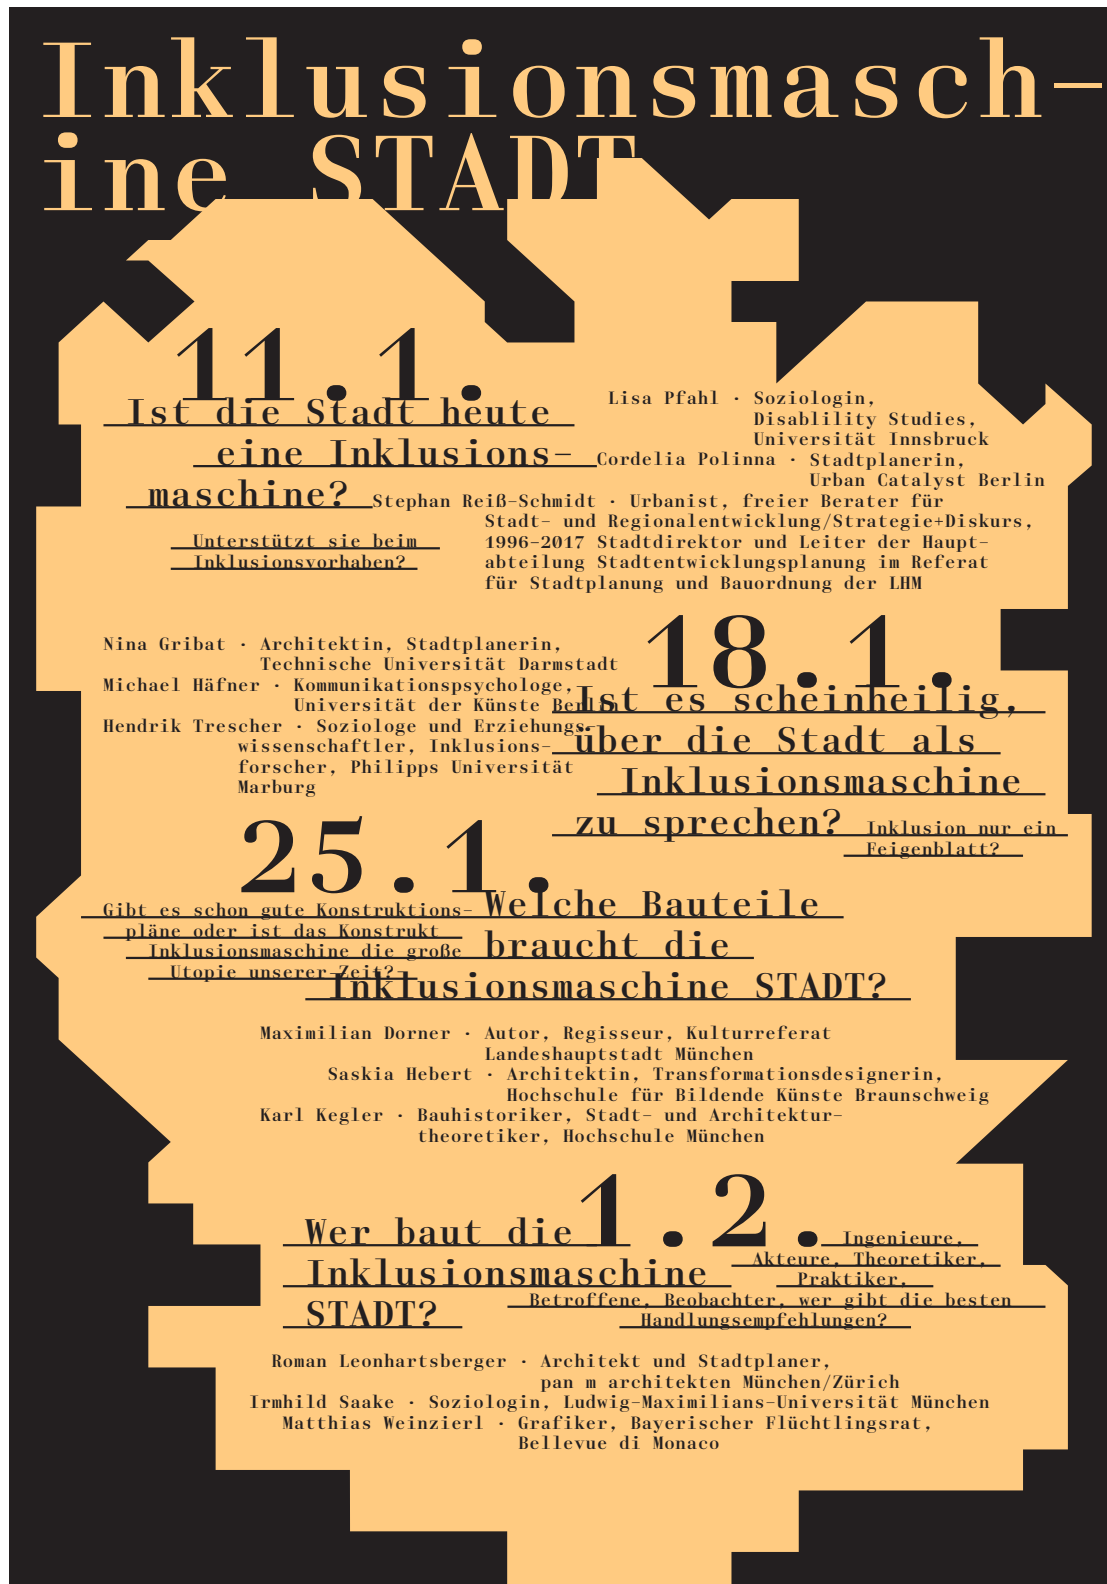 Inklusionsmasch-
ine STADT
11.1.
Ist die Stadt heute
eine Inklusions-
maschine?
Unterstützt sie beim
Inklusionsvorhaben?
Lisa Pfahl · Soziologin,
Disablility Studies,
Universität Innsbruck
Cordelia Polinna · Stadtplanerin,
Urban Catalyst Berlin
Stephan Reiß-Schmidt · Urbanist, freier Berater für
Stadt- und Regionalentwicklung/Strategie+Diskurs,
1996-2017 Stadtdirektor und Leiter der Haupt-
abteilung Stadtentwicklungsplanung im Referat
für Stadtplanung und Bauordnung der LHM
18.1.
Ist es scheinheilig,
über die Stadt als
Inklusionsmaschine
zu sprechen?
Inklusion nur ein
Feigenblatt?
Nina Gribat · Architektin, Stadtplanerin,
Technische Universität Darmstadt
Michael Häfner · Kommunikationspsychologe,
Universität der Künste Berlin
Hendrik Trescher · Soziologe und Erziehungs-
wissenschaftler, Inklusions-
forscher, Philipps Universität
Marburg
25.1.
Welche Bauteile
braucht die
Inklusionsmaschine STADT?
Gibt es schon gute Konstruktions-
pläne oder ist das Konstrukt
Inklusionsmaschine die große
Utopie unserer Zeit?
Maximilian Dorner · Autor, Regisseur, Kulturreferat
Landeshauptstadt München
Saskia Hebert · Architektin, Transformationsdesignerin,
Hochschule für Bildende Künste Braunschweig
Karl Kegler · Bauhistoriker, Stadt- und Architektur-
theoretiker, Hochschule München
1.2.
Wer baut die
Inklusionsmaschine
STADT?
Ingenieure,
Akteure, Theoretiker,
Praktiker,
Betroffene, Beobachter, wer gibt die besten
Handlungsempfehlungen?
Roman Leonhartsberger · Architekt und Stadtplaner,
pan m architekten München/Zürich
Irmhild Saake · Soziologin, Ludwig-Maximilians-Universität München
Matthias Weinzierl · Grafiker, Bayerischer Flüchtlingsrat,
Bellevue di Monaco